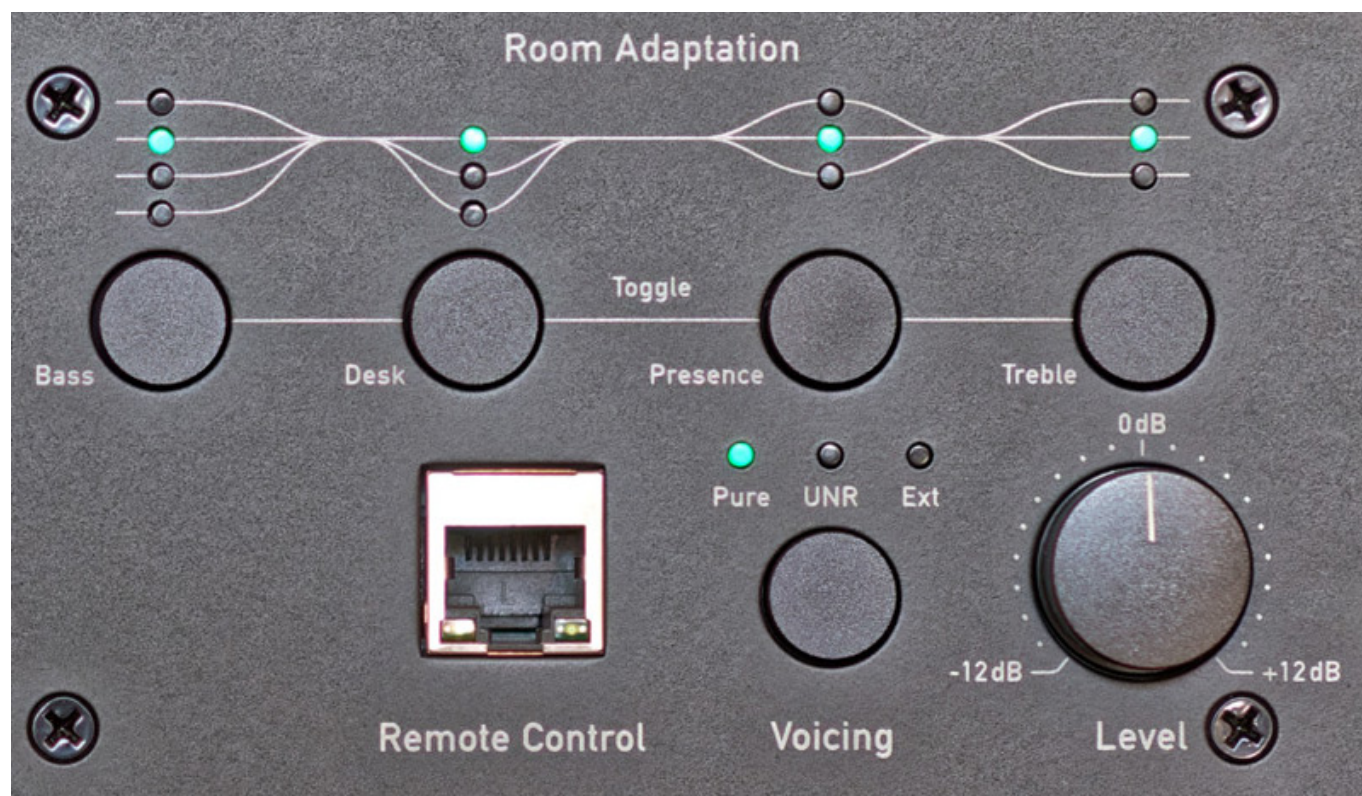 Room Adaptation
Toggle
Bass
Desk
Presence
Treble
0dB
Pure
UNR
Ext
-12dB
+12dB
Remote Control
Voicing
Level